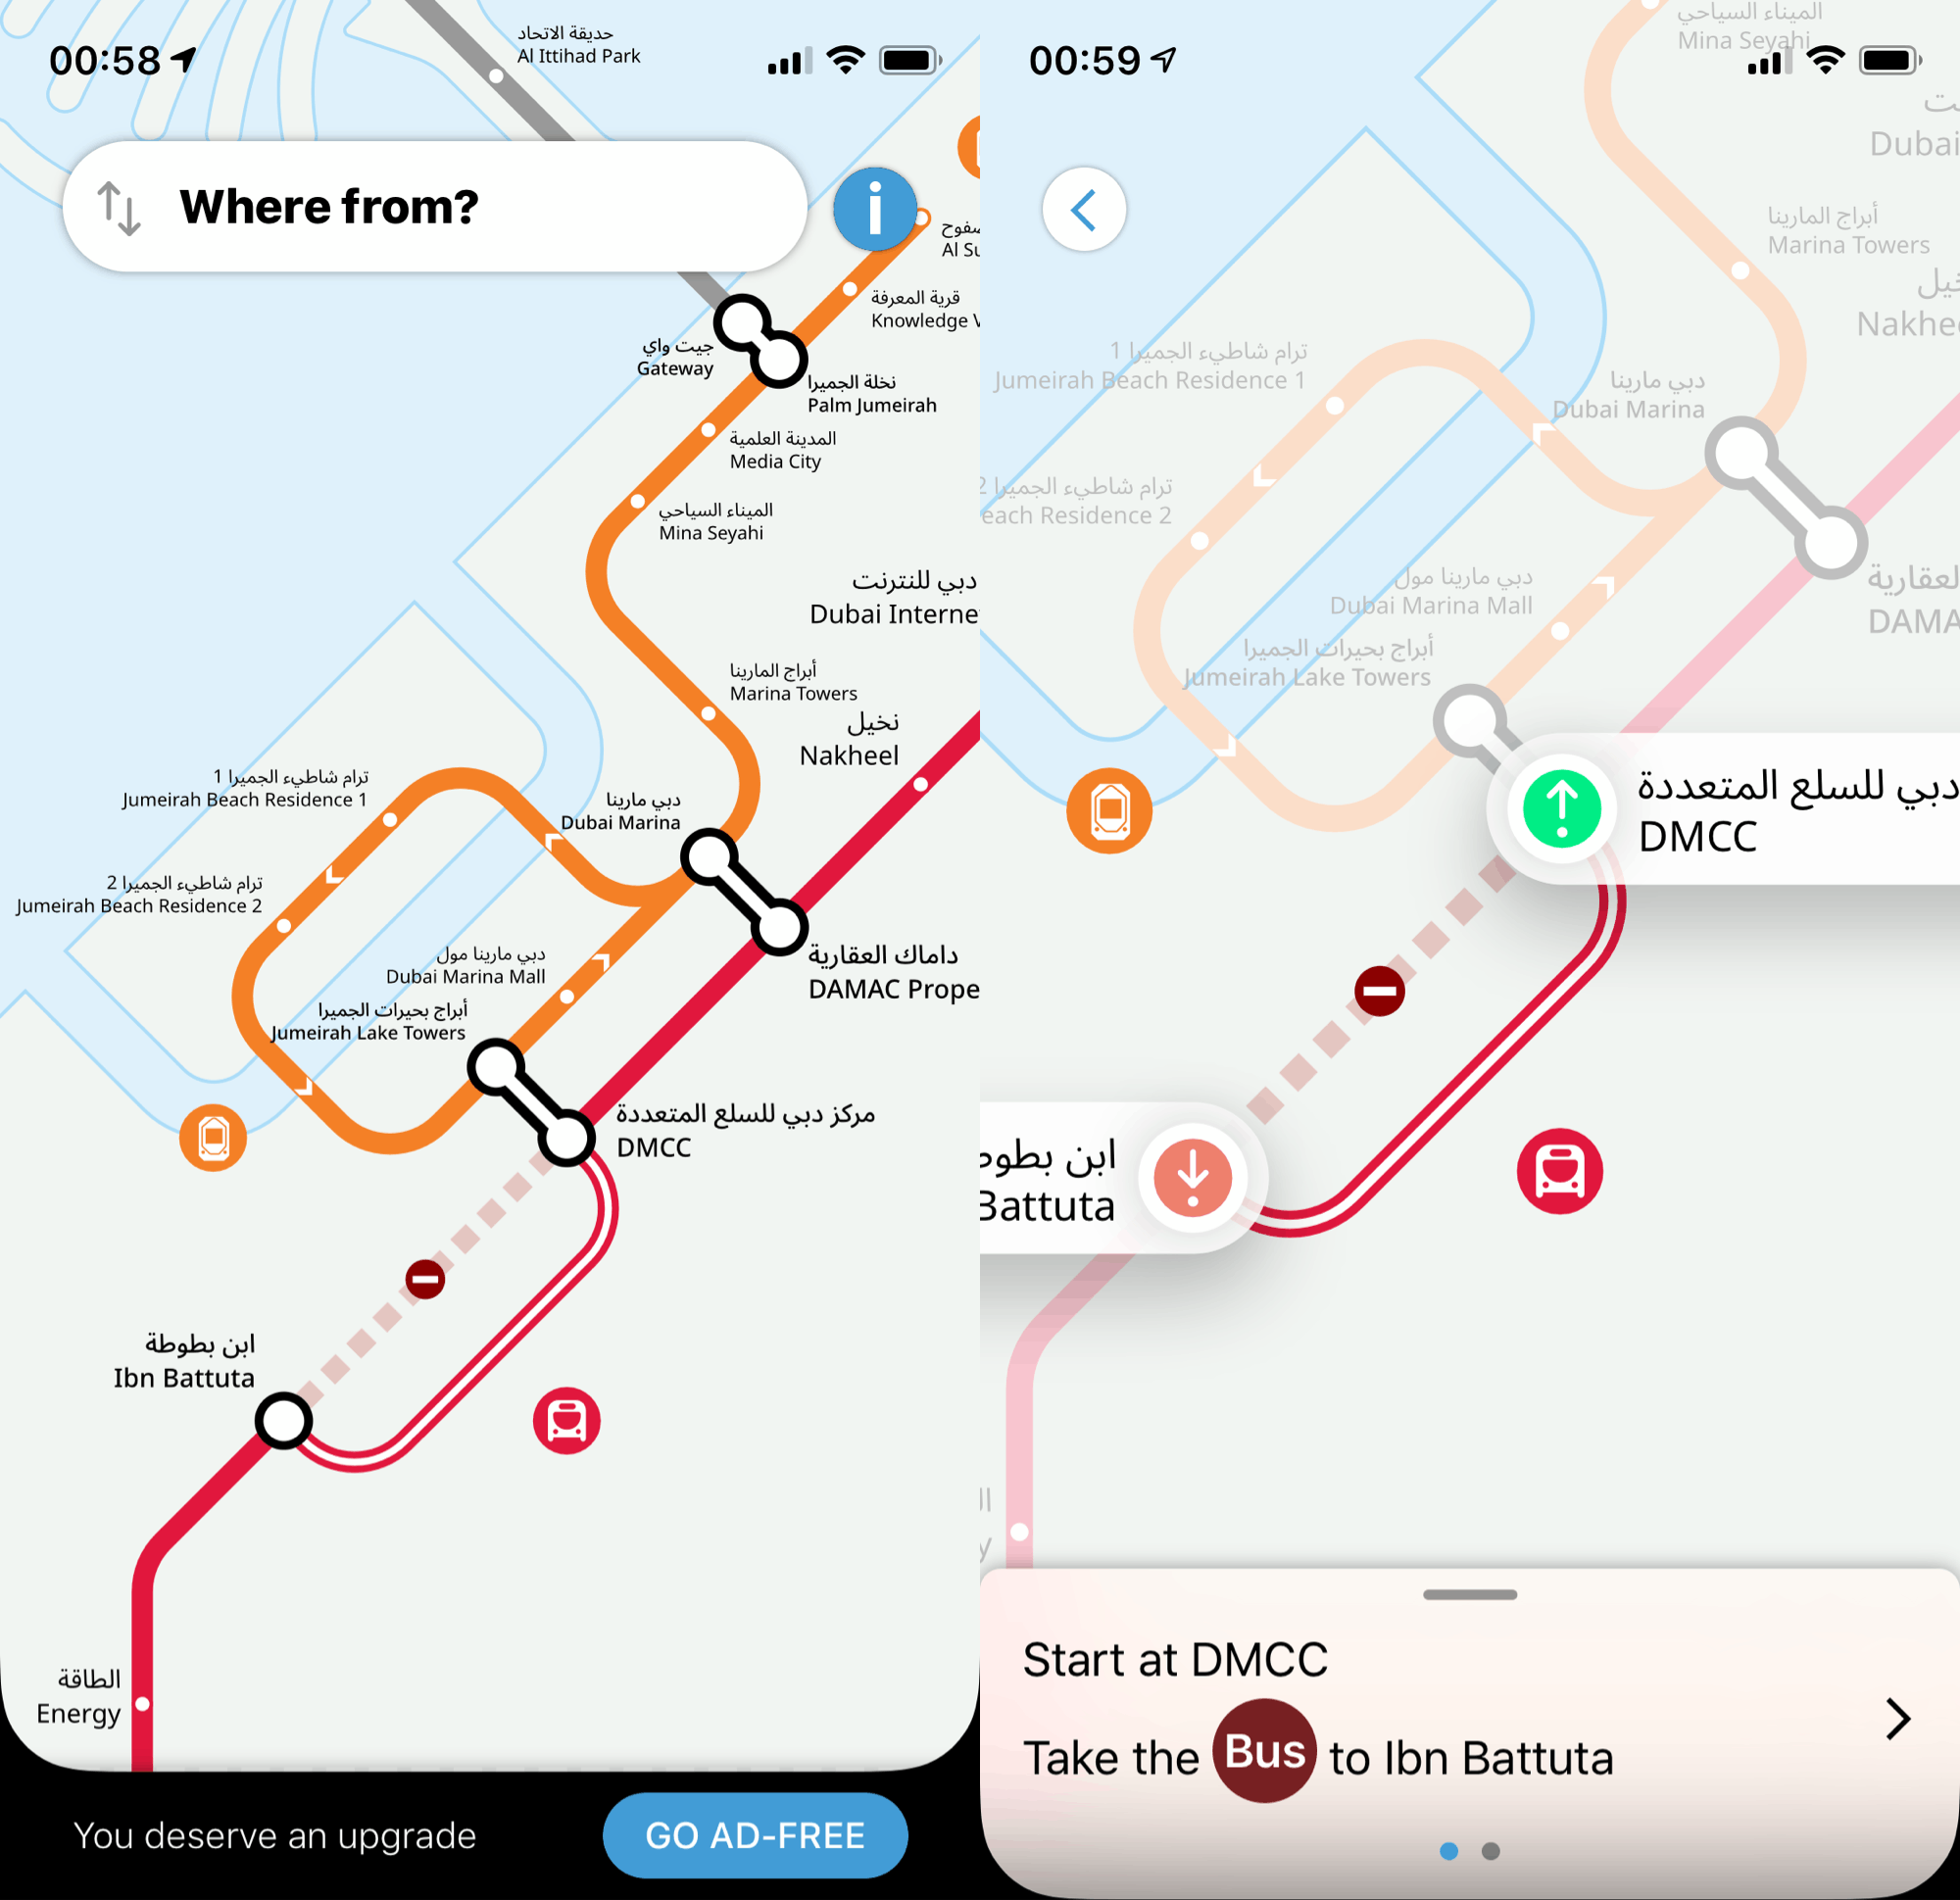 00:58
حديقة الاتحاد
Al Ittihad Park
Where from?
صفوح
Al Su
قرية المعرفة
Knowledge V
جيت واي
Gateway
نخلة الجميرا
Palm Jumeirah
المدينة العلمية
Media City
الميناء السياحي
Mina Seyahi
دبي للنترنت
Dubai Interne
أبراج المارينا
Marina Towers
نخيل
Nakheel
ترام شاطيء الجميرا 1
Jumeirah Beach Residence 1
دبي مارينا
Dubai Marina
ترام شاطيء الجميرا 2
Jumeirah Beach Residence 2
داماك العقارية
DAMAC Prope
دبي مارينا مول
Dubai Marina Mall
أبراج بحيرات الجميرا
Jumeirah Lake Towers
مركز دبي للسلع المتعددة
DMCC
ابن بطوطة
Ibn Battuta
الطاقة
Energy
You deserve an upgrade
GO AD-FREE
00:59
الميناء السياحي
Mina Seyahi
Dubai
أبراج المارينا
Marina Towers
خيل
Nakhee
ترام شاطيء الجميرا 1
Jumeirah Beach Residence 1
دبي مارينا
Dubai Marina
ترام شاطيء الجميرا 2
each Residence 2
العقارية
DAMA
دبي مارينا مول
Dubai Marina Mall
أبراج بحيرات الجميرا
Jumeirah Lake Towers
دبي للسلع المتعددة
DMCC
ابن بطوط
Battuta
ال
y
Start at DMCC
Take the Bus to Ibn Battuta